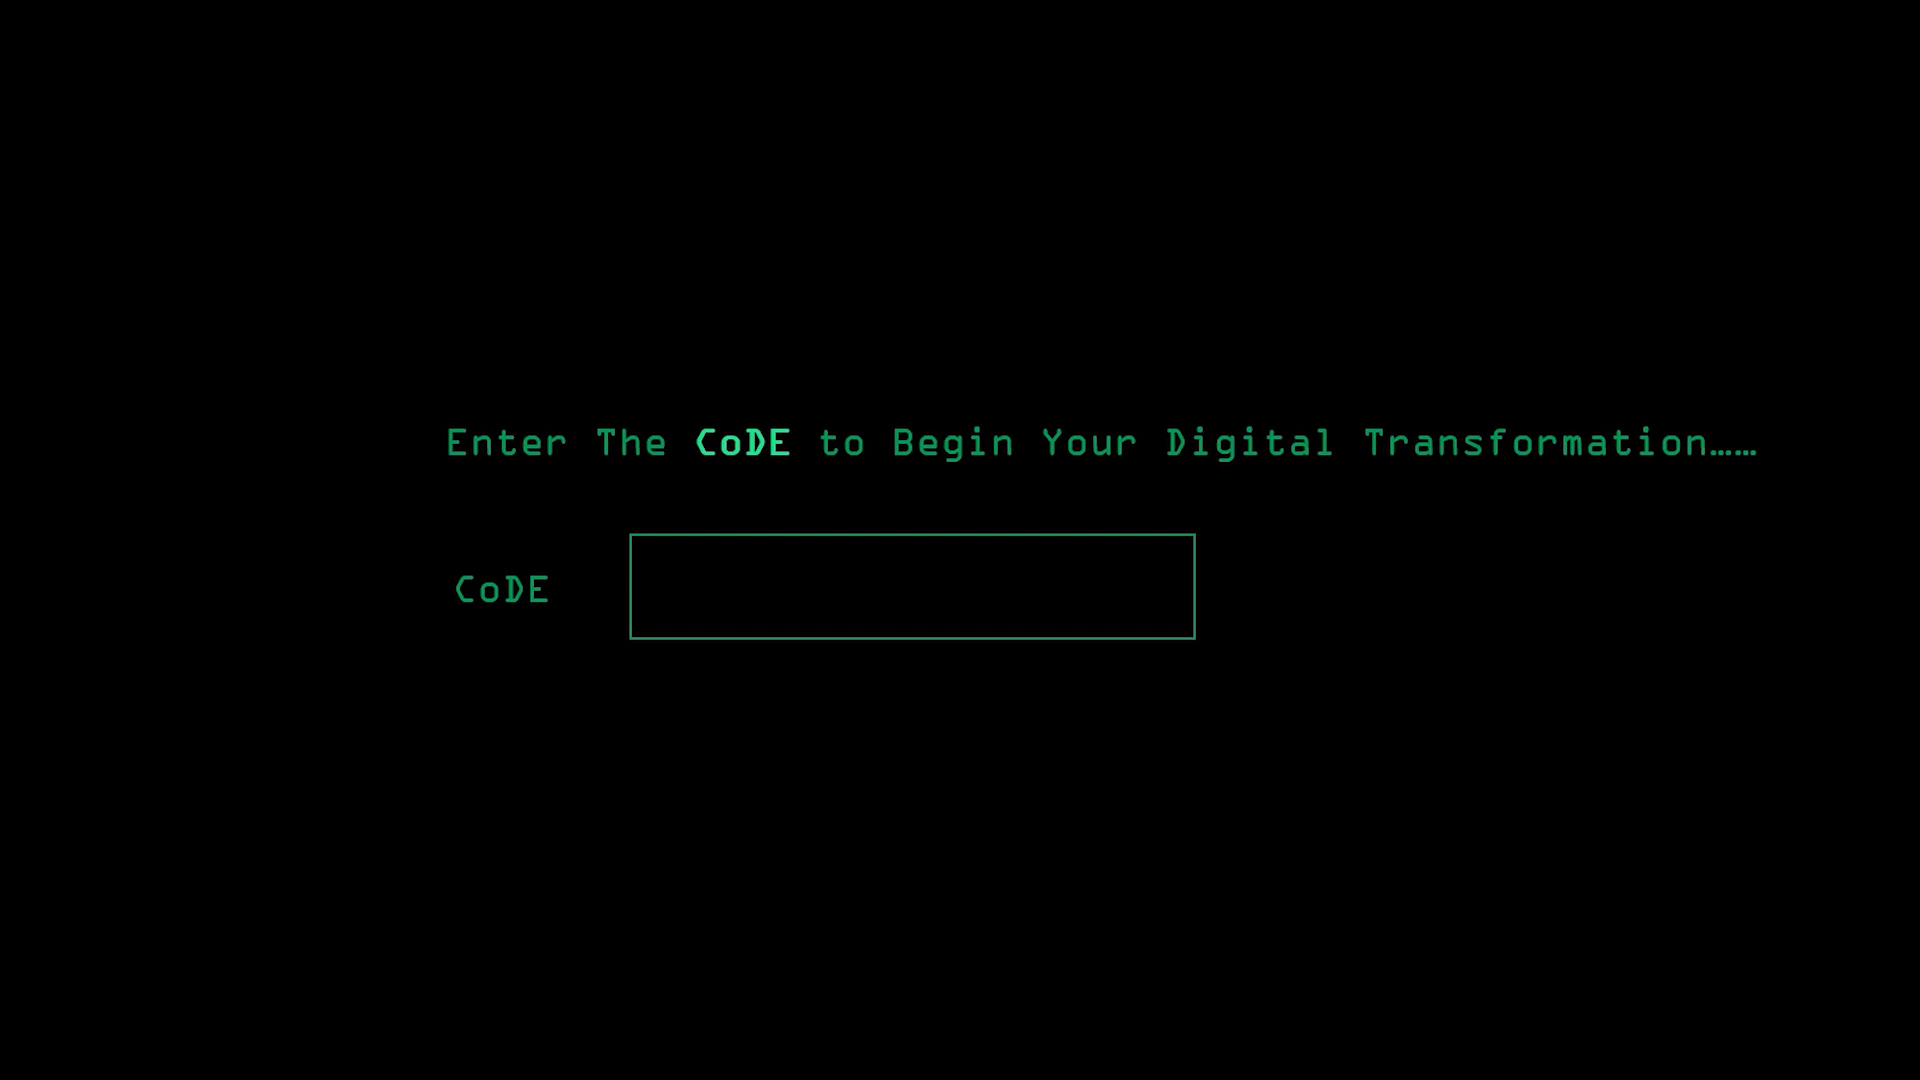 Enter The CoDE to Begin Your Digital Transformation……
CoDE